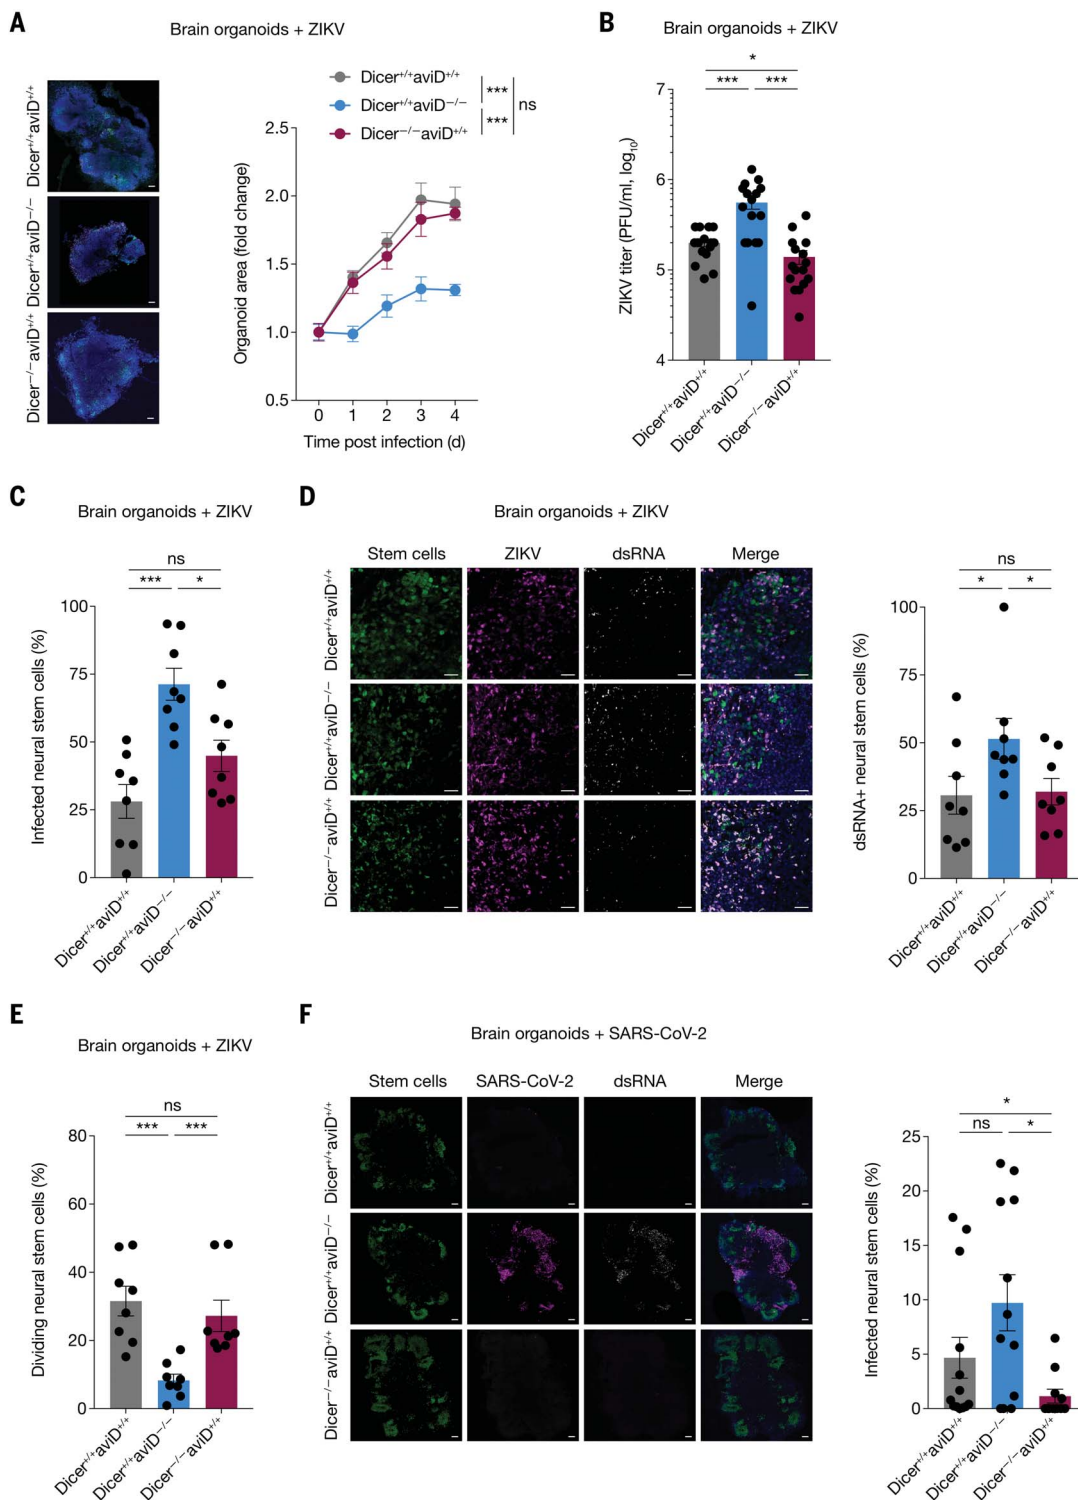 A
Brain organoids + ZIKV
Dicer+/+aviD+/+
Dicer+/+aviD−/−
Dicer−/−aviD+/+
Dicer+/+aviD+/+
Dicer+/+aviD−/−
Dicer−/−aviD+/+
***
***
ns
Organoid area (fold change)
2.5
2.0
1.5
1.0
0.5
0 1 2 3 4
Time post infection (d)
B
Brain organoids + ZIKV
*
*** ***
ZIKV titer (PFU/ml, log10)
7
6
5
4
Dicer+/+aviD+/+
Dicer+/+aviD−/−
Dicer−/−aviD+/+
C
Brain organoids + ZIKV
ns
*** *
Infected neural stem cells (%)
100
75
50
25
0
Dicer+/+aviD+/+
Dicer+/+aviD−/−
Dicer−/−aviD+/+
D
Brain organoids + ZIKV
Stem cells ZIKV dsRNA Merge
Dicer+/+aviD+/+
Dicer+/+aviD−/−
Dicer−/−aviD+/+
ns
* *
dsRNA+ neural stem cells (%)
100
75
50
25
0
Dicer+/+aviD+/+
Dicer+/+aviD−/−
Dicer−/−aviD+/+
E
Brain organoids + ZIKV
ns
*** ***
Dividing neural stem cells (%)
80
60
40
20
0
Dicer+/+aviD+/+
Dicer+/+aviD−/−
Dicer−/−aviD+/+
F
Brain organoids + SARS-CoV-2
Stem cells SARS-CoV-2 dsRNA Merge
Dicer+/+aviD+/+
Dicer+/+aviD−/−
Dicer−/−aviD+/+
*
ns *
Infected neural stem cells (%)
25
20
15
10
5
0
Dicer+/+aviD+/+
Dicer+/+aviD−/−
Dicer−/−aviD+/+